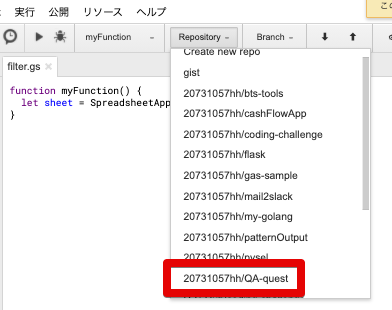 実行 公開 リソース ヘルプ
myFunction Repository Branch
filter.gs ×
Create new repo
gist
20731057hh/bts-tools
20731057hh/cashFlowApp
20731057hh/coding-challenge
20731057hh/flask
20731057hh/gas-sample
20731057hh/mail2slack
20731057hh/my-golang
20731057hh/patternOutput
20731057hh/pysel
20731057hh/QA-quest
function myFunction() {
let sheet = SpreadsheetApp
}